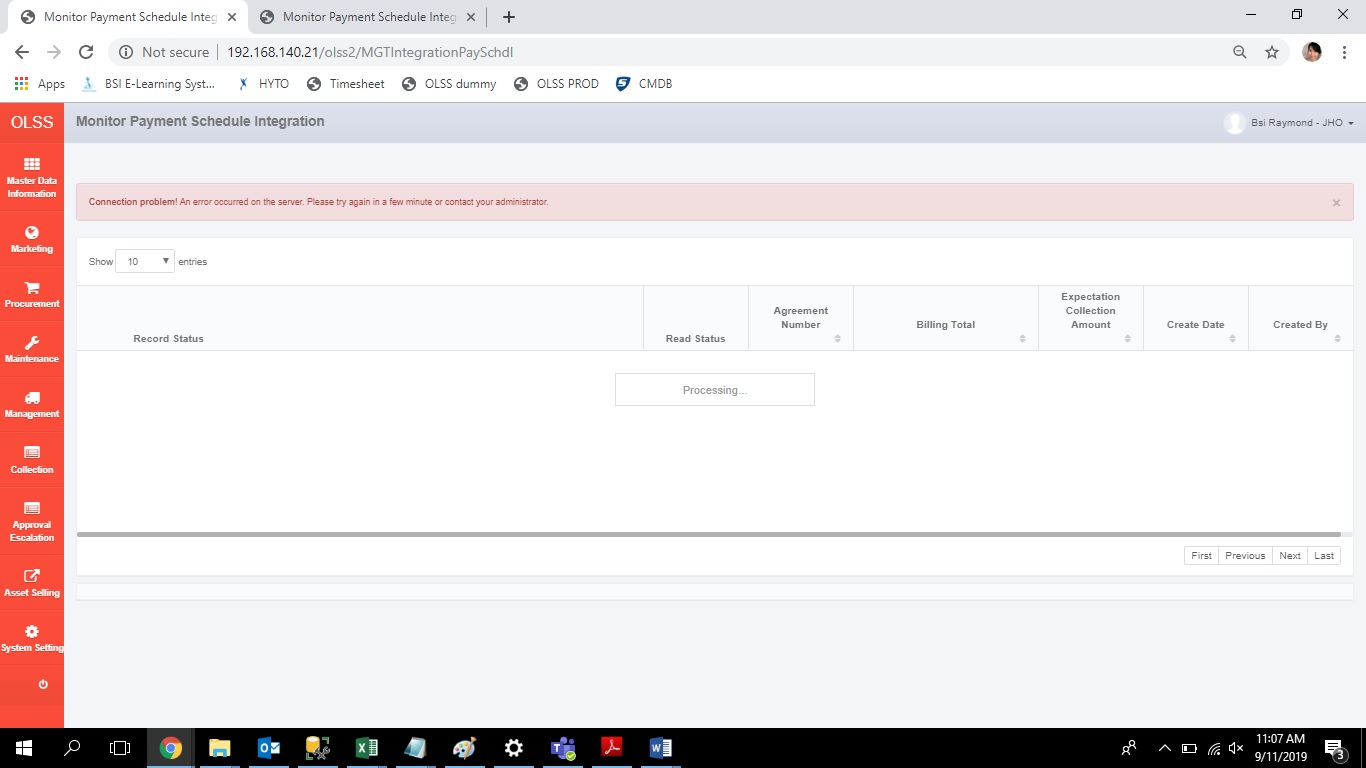 Monitor Payment Schedule Integ
Monitor Payment Schedule Integ
Not secure
192.168.140.21/olss2/MGTIntegrationPaySchdl
Apps
BSI E-Learning Syst...
HYTO
Timesheet
OLSS dummy
OLSS PROD
CMDB
OLSS
Monitor Payment Schedule Integration
Bsi Raymond - JHO
Master Data
Information
Marketing
Procurement
Maintenance
Management
Collection
Approval
Escalation
Asset Selling
System Setting
Connection problem! An error occurred on the server. Please try again in a few minute or contact your administrator.
×
Show 10 entries
Record Status
Read Status
Agreement
Number
Billing Total
Expectation
Collection
Amount
Create Date
Created By
Processing...
First
Previous
Next
Last
11:07 AM
9/11/2019
3